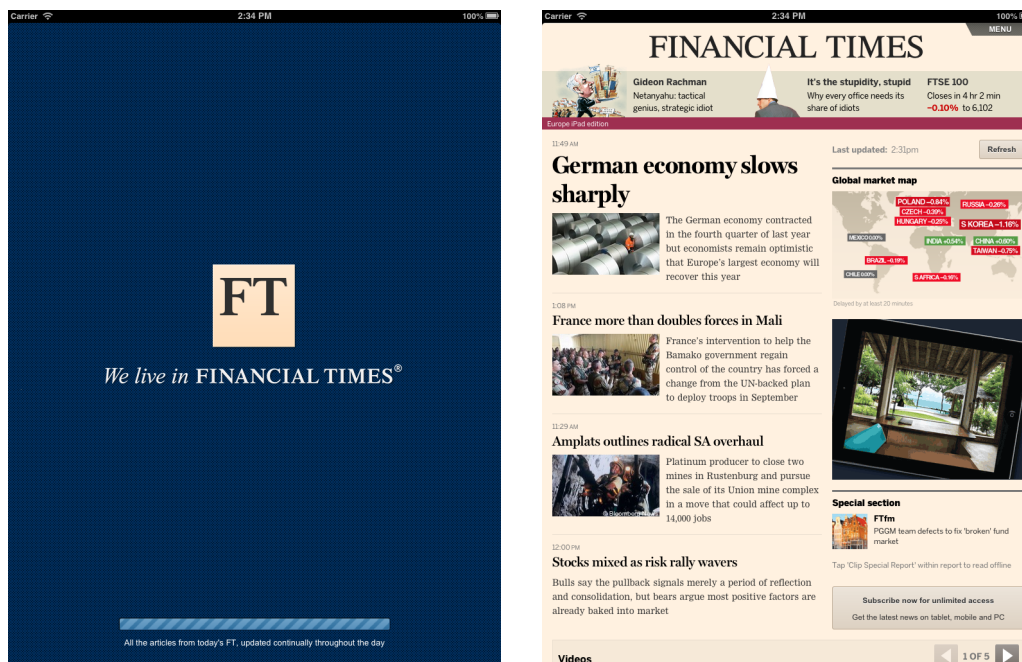 Carrier 2:34 PM 100%
FT
We live in FINANCIAL TIMES®
All the articles from today's FT, updated continually throughout the day
Carrier 2:34 PM 100%
MENU
FINANCIAL TIMES
Gideon Rachman
Netanyahu: tactical
genius, strategic idiot
It's the stupidity, stupid
Why every office needs its
share of idiots
FTSE 100
Closes in 4 hr 2 min
–0.10% to 6,102
Europe iPad edition
11:49 AM
German economy slows
sharply
The German economy contracted
in the fourth quarter of last year
but economists remain optimistic
that Europe's largest economy will
recover this year
1:08 PM
France more than doubles forces in Mali
France's intervention to help the
Bamako government regain
control of the country has forced a
change from the UN-backed plan
to deploy troops in September
11:29 AM
Amplats outlines radical SA overhaul
Platinum producer to close two
mines in Rustenburg and pursue
the sale of its Union mine complex
in a move that could affect up to
14,000 jobs
© Bloomberg News
12:00 PM
Stocks mixed as risk rally wavers
Bulls say the pullback signals merely a period of reflection
and consolidation, but bears argue most positive factors are
already baked into market
Videos
Last updated: 2:31pm
Refresh
Global market map
POLAND –0.84%
RUSSIA –0.26%
CZECH –0.39%
HUNGARY –0.25%
S KOREA –1.16%
MEXICO 0.00%
INDIA +0.54%
CHINA +0.60%
TAIWAN –0.75%
BRAZIL –0.19%
CHILE 0.00%
S AFRICA –0.16%
Delayed by at least 20 minutes
Special section
FTfm
PGGM team defects to fix 'broken' fund
market
Tap 'Clip Special Report' within report to read offline
Subscribe now for unlimited access
Get the latest news on tablet, mobile and PC
1 OF 5